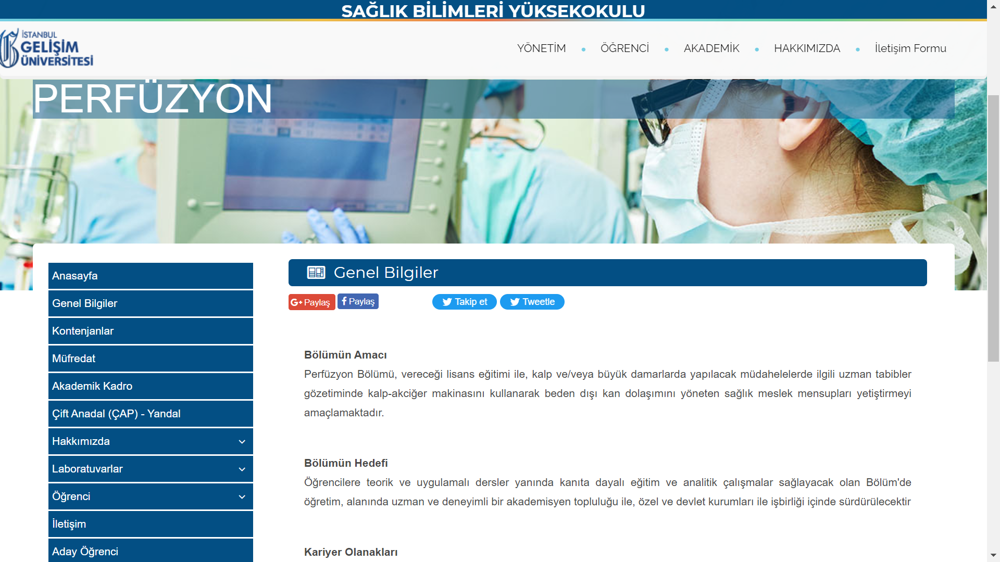 SAĞLIK BİLİMLERİ YÜKSEKOKULU
İSTANBUL
GELİŞİM
ÜNİVERSİTESİ
YÖNETİM
ÖĞRENCİ
AKADEMİK
HAKKIMIZDA
İletişim Formu
PERFÜZYON
Anasayfa
Genel Bilgiler
Kontenjanlar
Müfredat
Akademik Kadro
Çift Anadal (ÇAP) - Yandal
Hakkımızda
Laboratuvarlar
Öğrenci
İletişim
Aday Öğrenci
Genel Bilgiler
G+ Paylaş
f Paylaş
Takip et
Tweetle
Bölümün Amacı
Perfüzyon Bölümü, vereceği lisans eğitimi ile, kalp ve/veya büyük damarlarda yapılacak müdahelelerde ilgili uzman tabibler
gözetiminde kalp-akciğer makinasını kullanarak beden dışı kan dolaşımını yöneten sağlık meslek mensupları yetiştirmeyi
amaçlamaktadır.
Bölümün Hedefi
Öğrencilere teorik ve uygulamalı dersler yanında kanıta dayalı eğitim ve analitik çalışmalar sağlayacak olan Bölüm'de
öğretim, alanında uzman ve deneyimli bir akademisyen topluluğu ile, özel ve devlet kurumları ile işbirliği içinde sürdürülecektir
Kariyer Olanakları